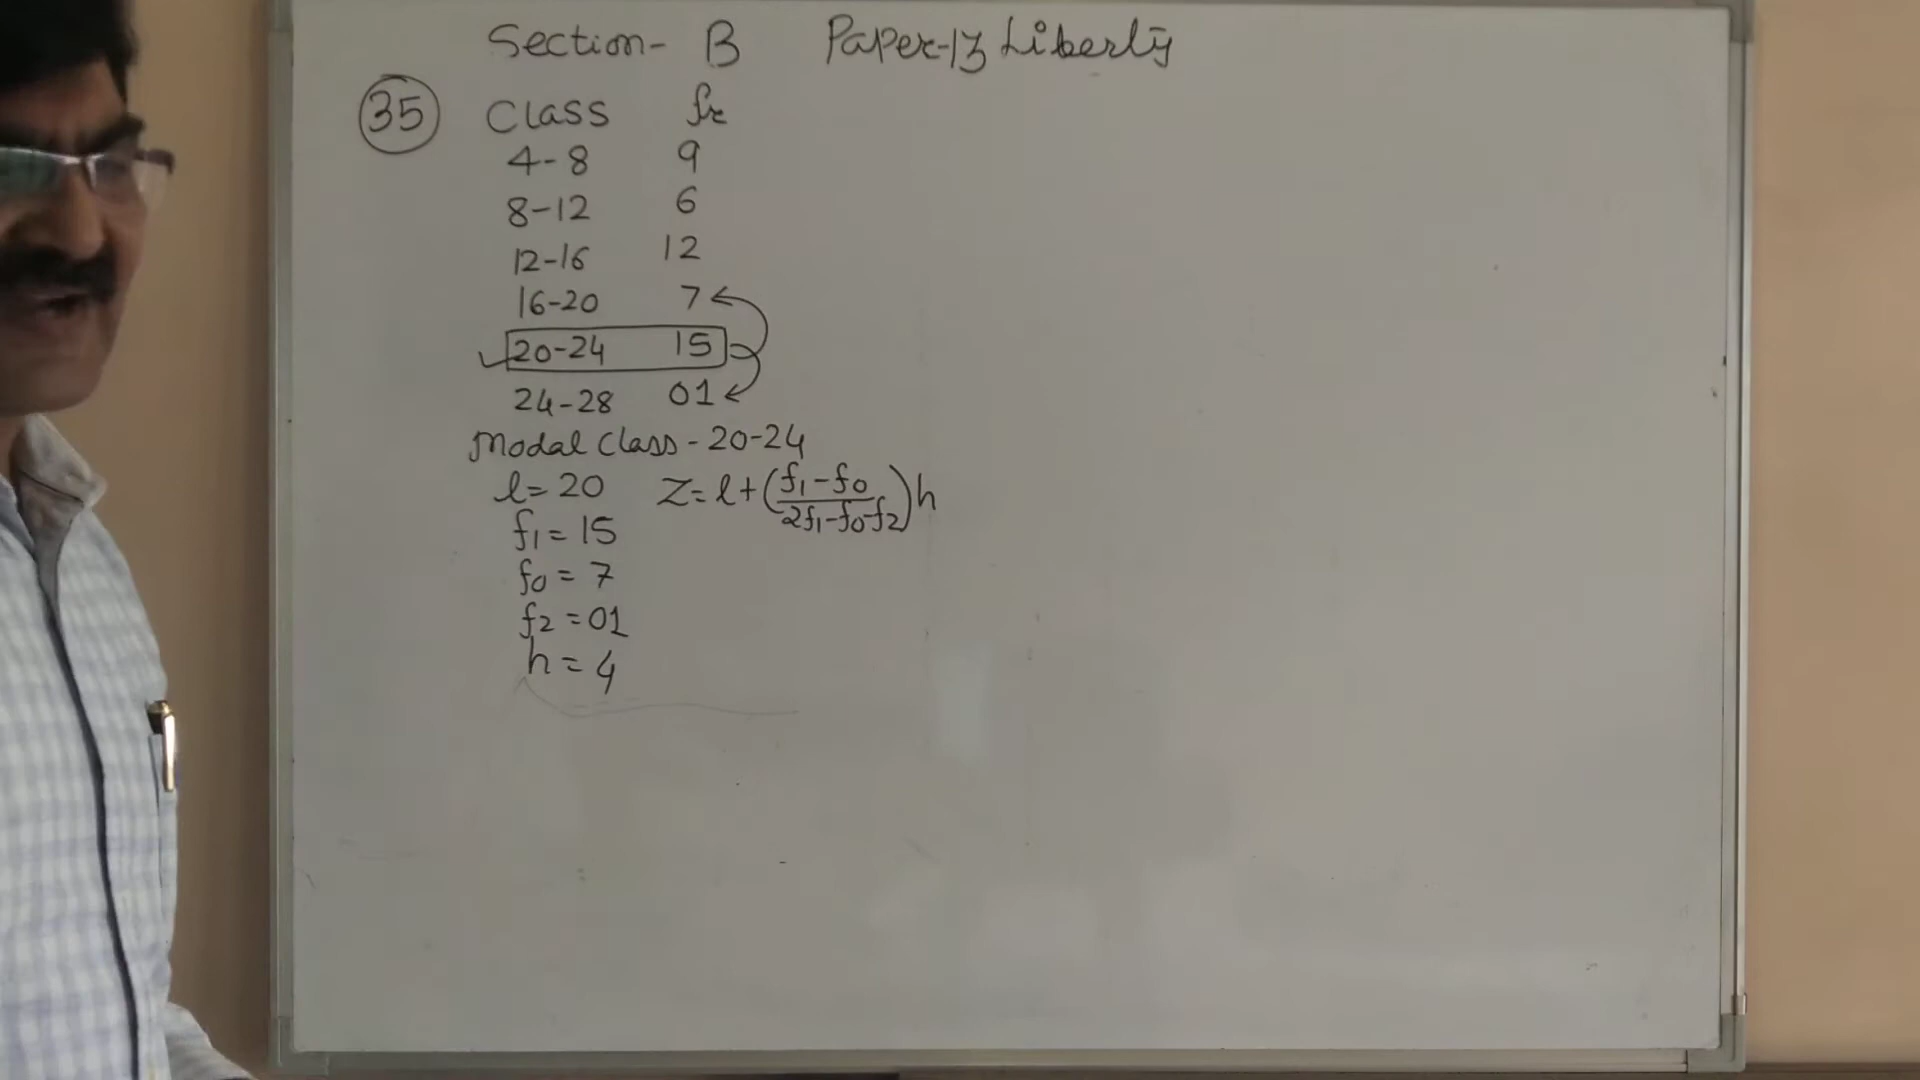 Section- B Paper-13 Liberty
35 Class fx
4-8 9
8-12 6
12-16 12
16-20 7
20-24 15
24-28 01
Modal Class - 20-24
l= 20 Z= l+(f1-f0/2f1-f0-f2)h
f1 = 15
f0 = 7
f2 = 01
h = 4